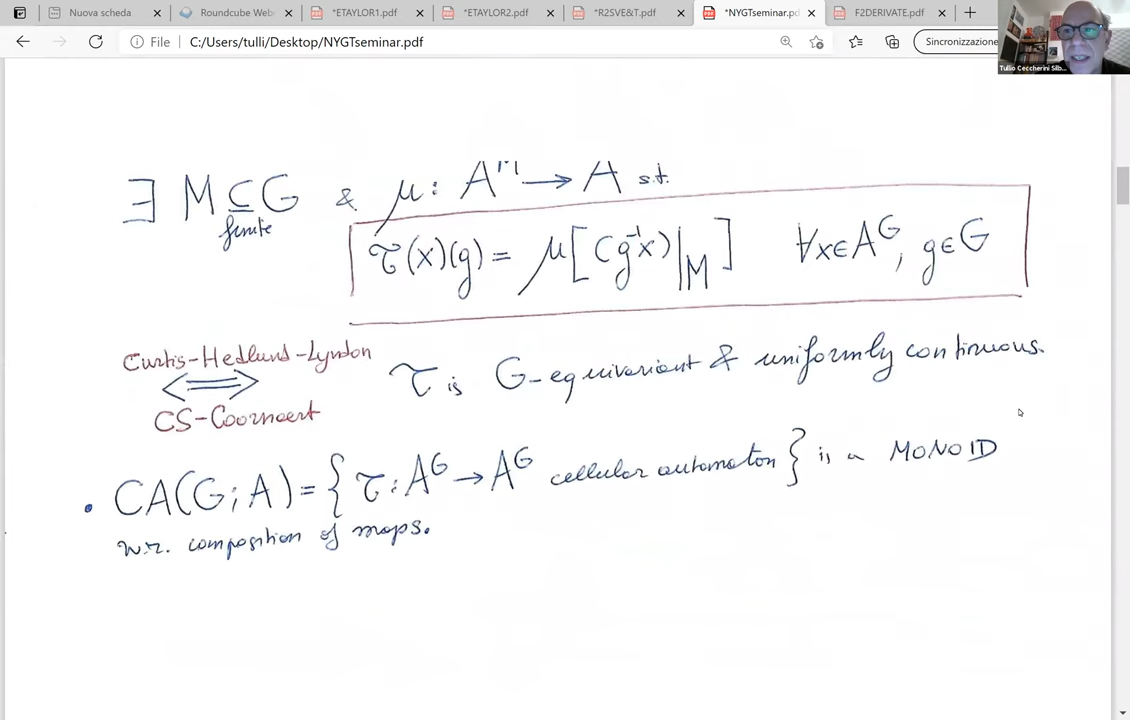 Nuova scheda
Roundcube Web
*ETAYLOR1.pdf
*ETAYLOR2.pdf
*R2SVE&T.pdf
*NYGTseminar.pd
F2DERIVATE.pdf
File C:/Users/tulli/Desktop/NYGTseminar.pdf
Sincronizzazione
Tullio Ceccherini Silb...
∃ M ⊆ G & μ: A^M → A s.t.
finite
τ(x)(g) = μ[(g⁻¹x)|_M] ∀x∈A^G, g∈G
Curtis-Hedlund-Lyndon
⟺ τ is G-equivariant & uniformly continuous.
CS-Coornaert
• CA(G;A) = { τ: A^G → A^G cellular automaton } is a MONOID
w.r. composition of maps.